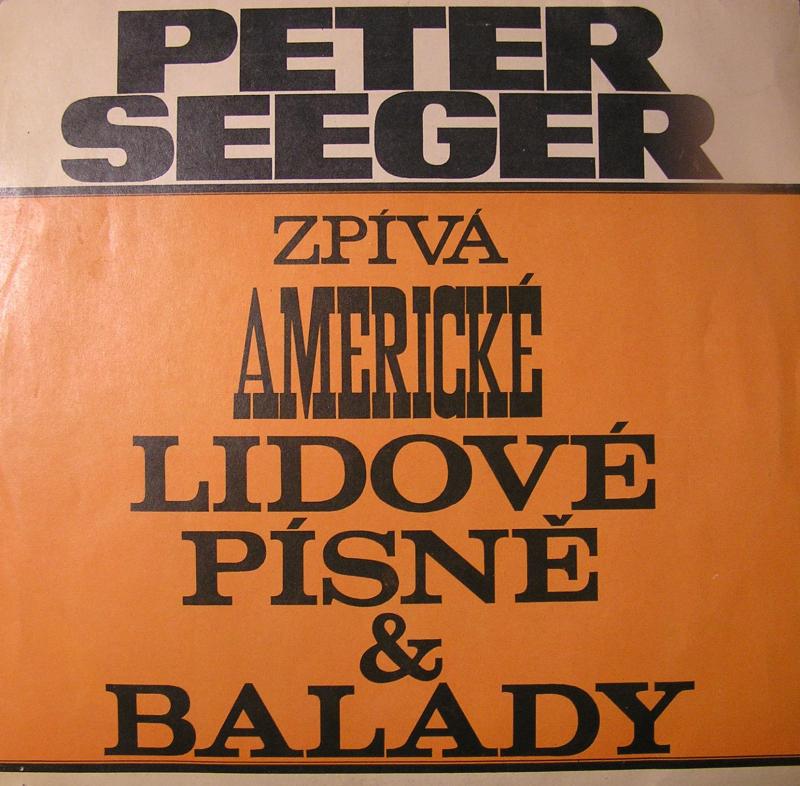 PETER
SEEGER
ZPÍVÁ
AMERICKÉ
LIDOVÉ
PÍSNĚ
&
BALADY